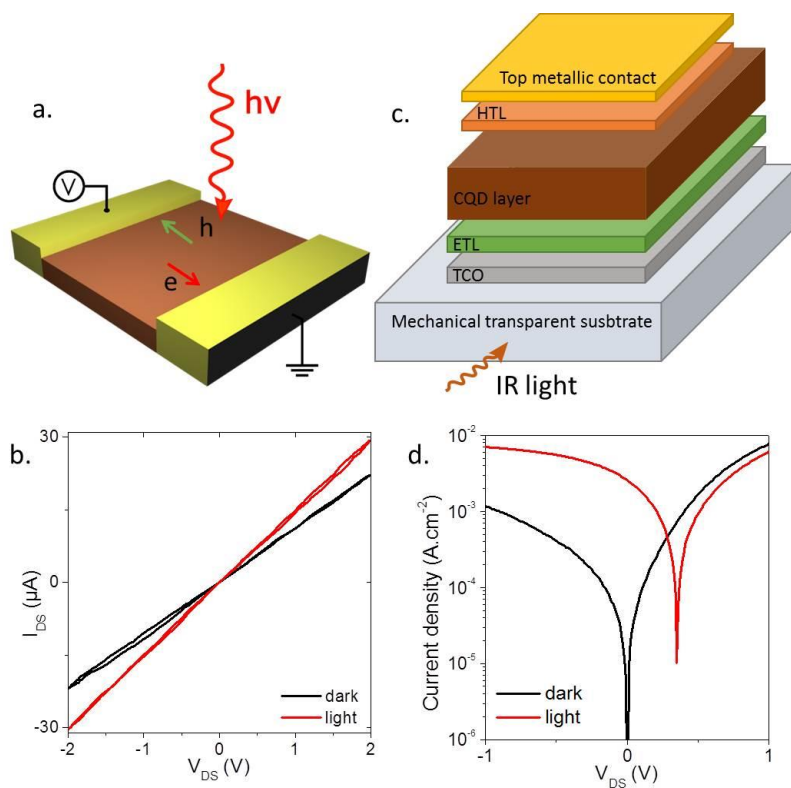 a.
hν
V
h
e
c.
Top metallic contact
HTL
CQD layer
ETL
TCO
Mechanical transparent susbtrate
IR light
b.
30
0
-30
I_DS (µA)
-2
-1
0
1
2
V_DS (V)
dark
light
d.
10^-2
10^-3
10^-4
10^-5
10^-6
Current density (A.cm^-2)
-1
0
1
V_DS (V)
dark
light